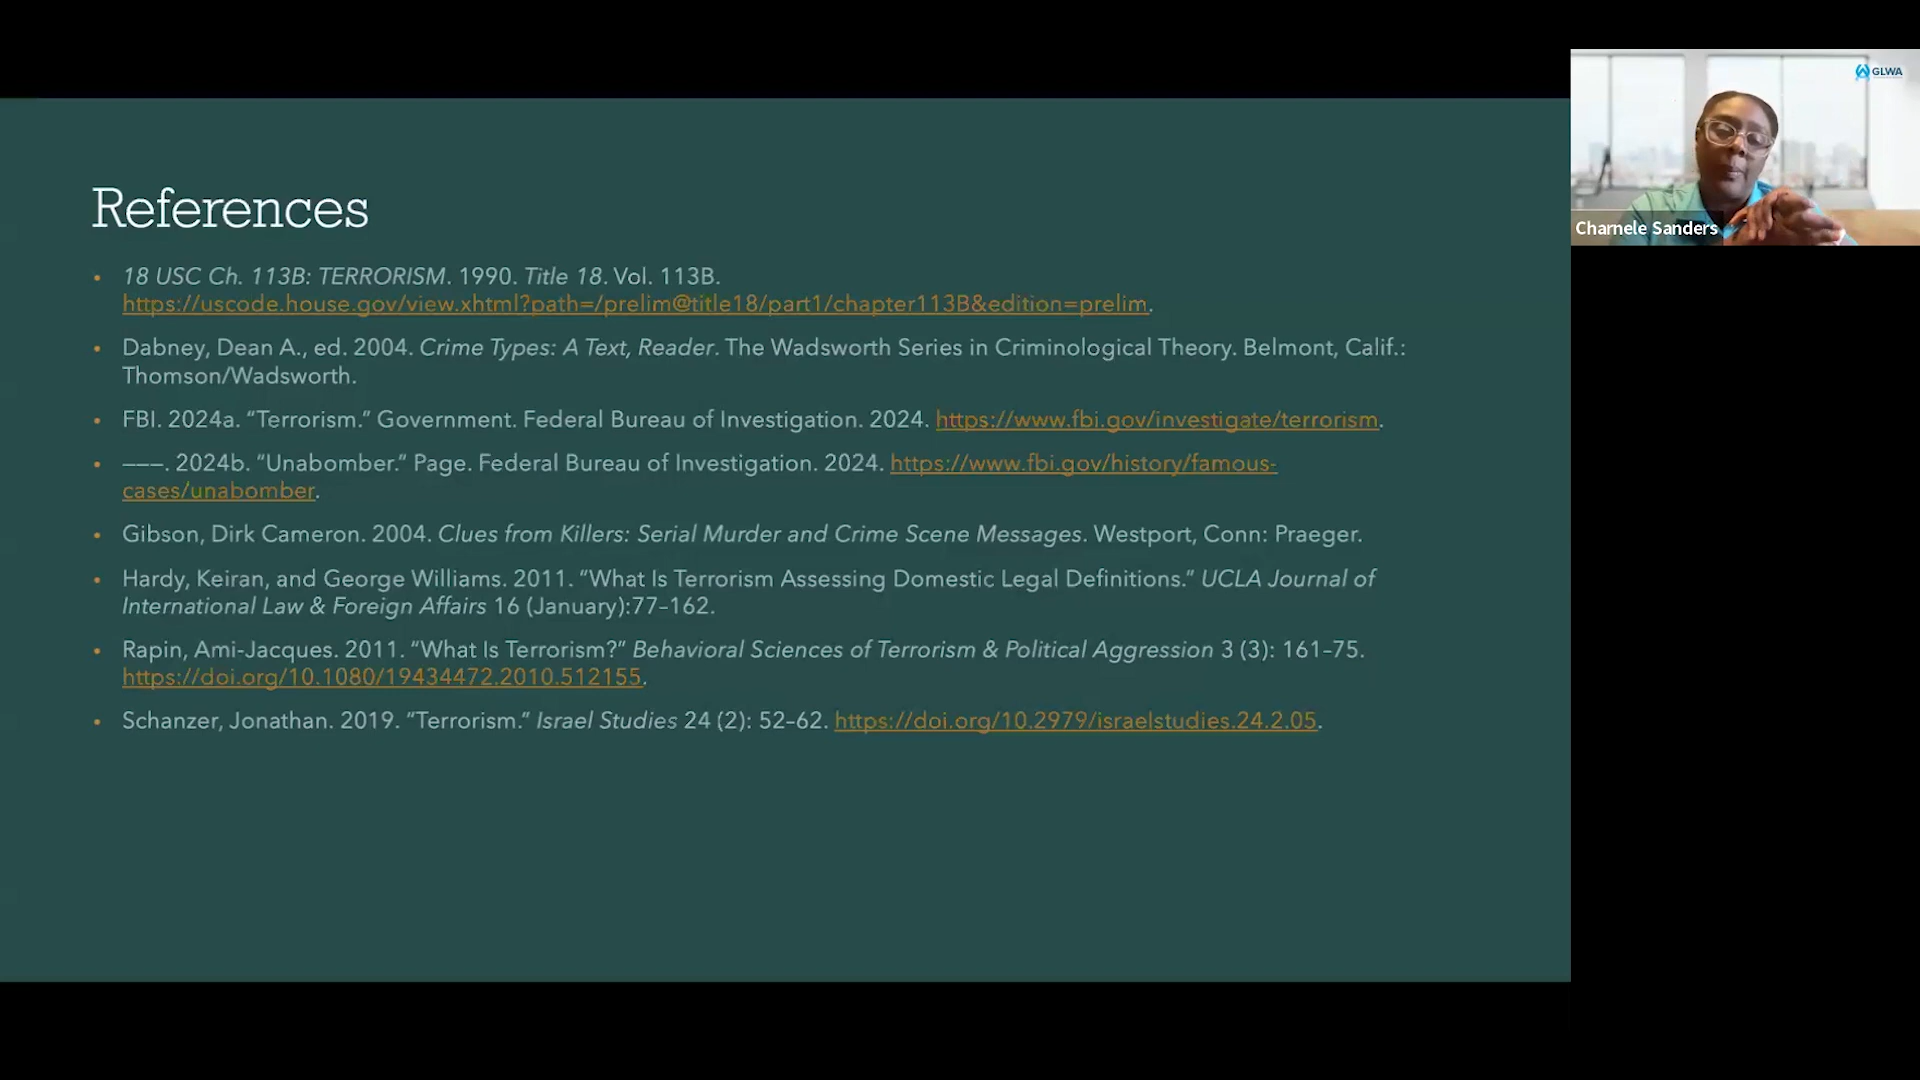 References
• 18 USC Ch. 113B: TERRORISM. 1990. Title 18. Vol. 113B.
https://uscode.house.gov/view.xhtml?path=/prelim@title18/part1/chapter113B&edition=prelim.
• Dabney, Dean A., ed. 2004. Crime Types: A Text, Reader. The Wadsworth Series in Criminological Theory. Belmont, Calif.:
Thomson/Wadsworth.
• FBI. 2024a. “Terrorism.” Government. Federal Bureau of Investigation. 2024. https://www.fbi.gov/investigate/terrorism.
• ———. 2024b. “Unabomber.” Page. Federal Bureau of Investigation. 2024. https://www.fbi.gov/history/famous-
cases/unabomber.
• Gibson, Dirk Cameron. 2004. Clues from Killers: Serial Murder and Crime Scene Messages. Westport, Conn: Praeger.
• Hardy, Keiran, and George Williams. 2011. “What Is Terrorism Assessing Domestic Legal Definitions.” UCLA Journal of
International Law & Foreign Affairs 16 (January):77–162.
• Rapin, Ami-Jacques. 2011. “What Is Terrorism?” Behavioral Sciences of Terrorism & Political Aggression 3 (3): 161–75.
https://doi.org/10.1080/19434472.2010.512155.
• Schanzer, Jonathan. 2019. “Terrorism.” Israel Studies 24 (2): 52–62. https://doi.org/10.2979/israelstudies.24.2.05.
GLWA
Charnele Sanders